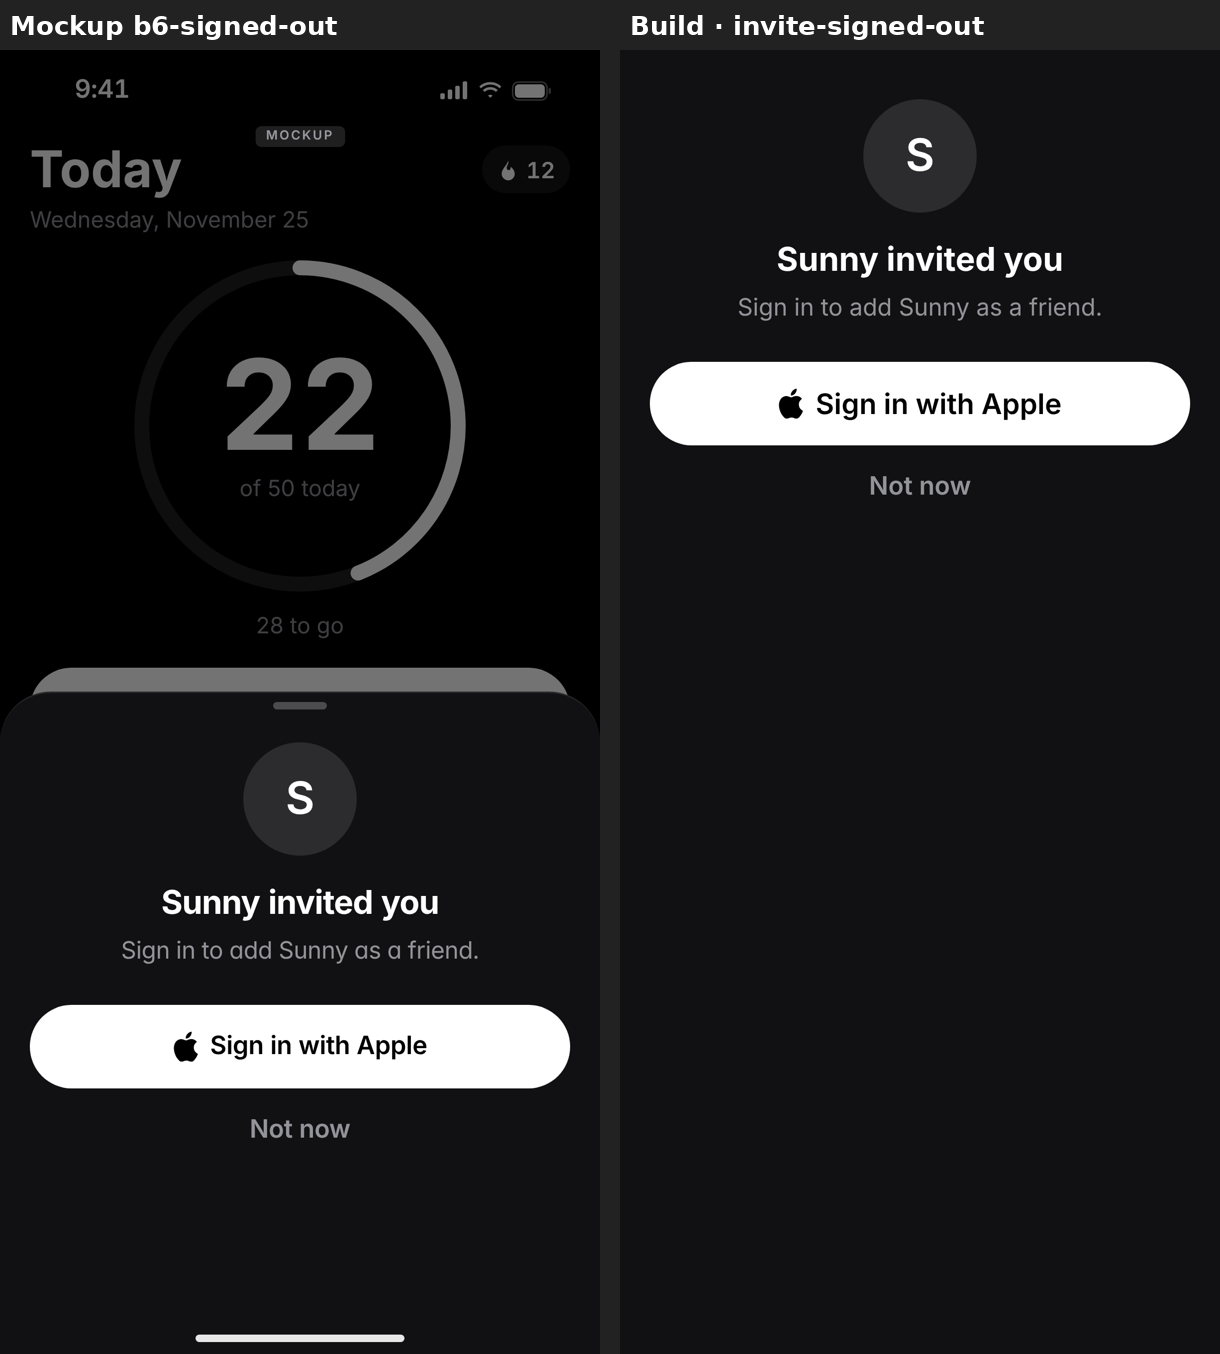 Mockup b6-signed-out
9:41
MOCKUP
Today
12
Wednesday, November 25
22
of 50 today
28 to go
S
Sunny invited you
Sign in to add Sunny as a friend.
Sign in with Apple
Not now
Build · invite-signed-out
S
Sunny invited you
Sign in to add Sunny as a friend.
Sign in with Apple
Not now